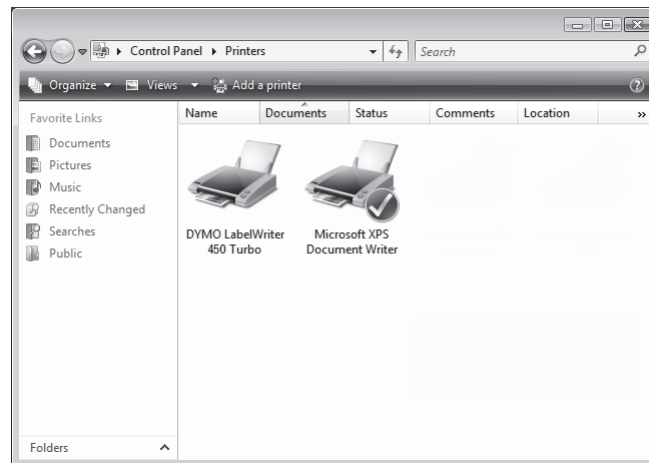 Control Panel Printers Search
Organize Views Add a printer
Favorite Links
Documents
Pictures
Music
Recently Changed
Searches
Public
Folders
Name Documents Status Comments Location »
DYMO LabelWriter
450 Turbo
Microsoft XPS
Document Writer